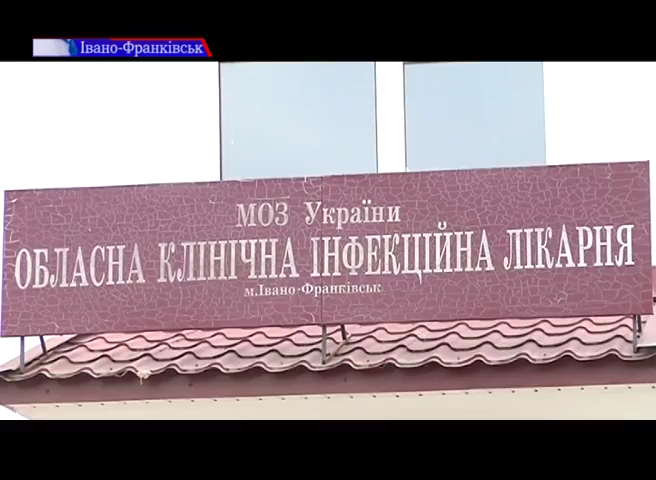 Івано-Франківськ
МОЗ України
ОБЛАСНА КЛІНІЧНА ІНФЕКЦІЙНА ЛІКАРНЯ
м.Івано-Франківськ